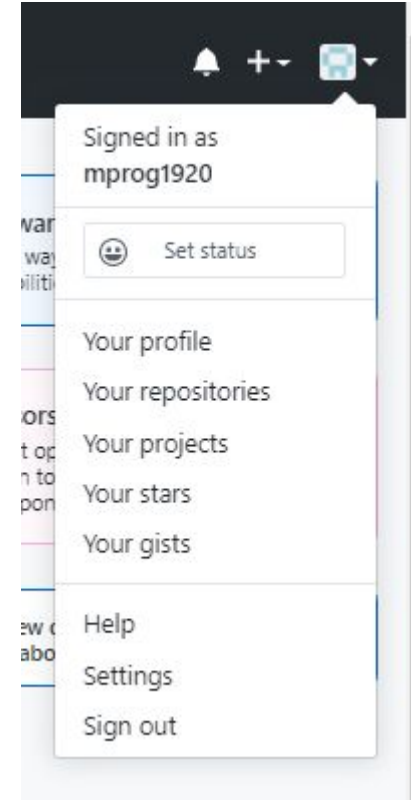 Signed in as
mprog1920
Set status
Your profile
Your repositories
Your projects
Your stars
Your gists
Help
Settings
Sign out